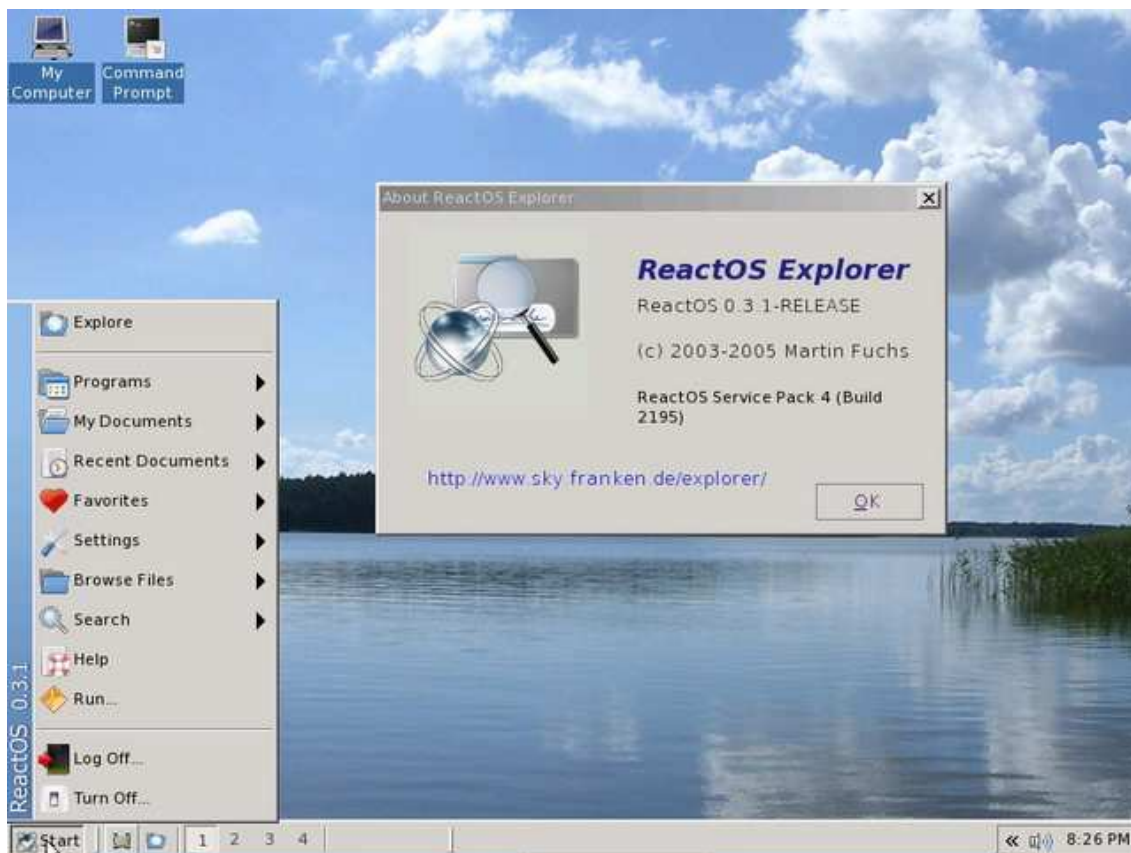 My
Computer
Command
Prompt
About ReactOS Explorer
ReactOS Explorer
ReactOS 0.3.1-RELEASE
(c) 2003-2005 Martin Fuchs
ReactOS Service Pack 4 (Build
2195)
http://www.sky.franken.de/explorer/
OK
Explore
Programs
My Documents
Recent Documents
Favorites
Settings
Browse Files
Search
Help
Run...
Log Off...
Turn Off...
ReactOS 0.3.1
Start
1 2 3 4
8:26 PM